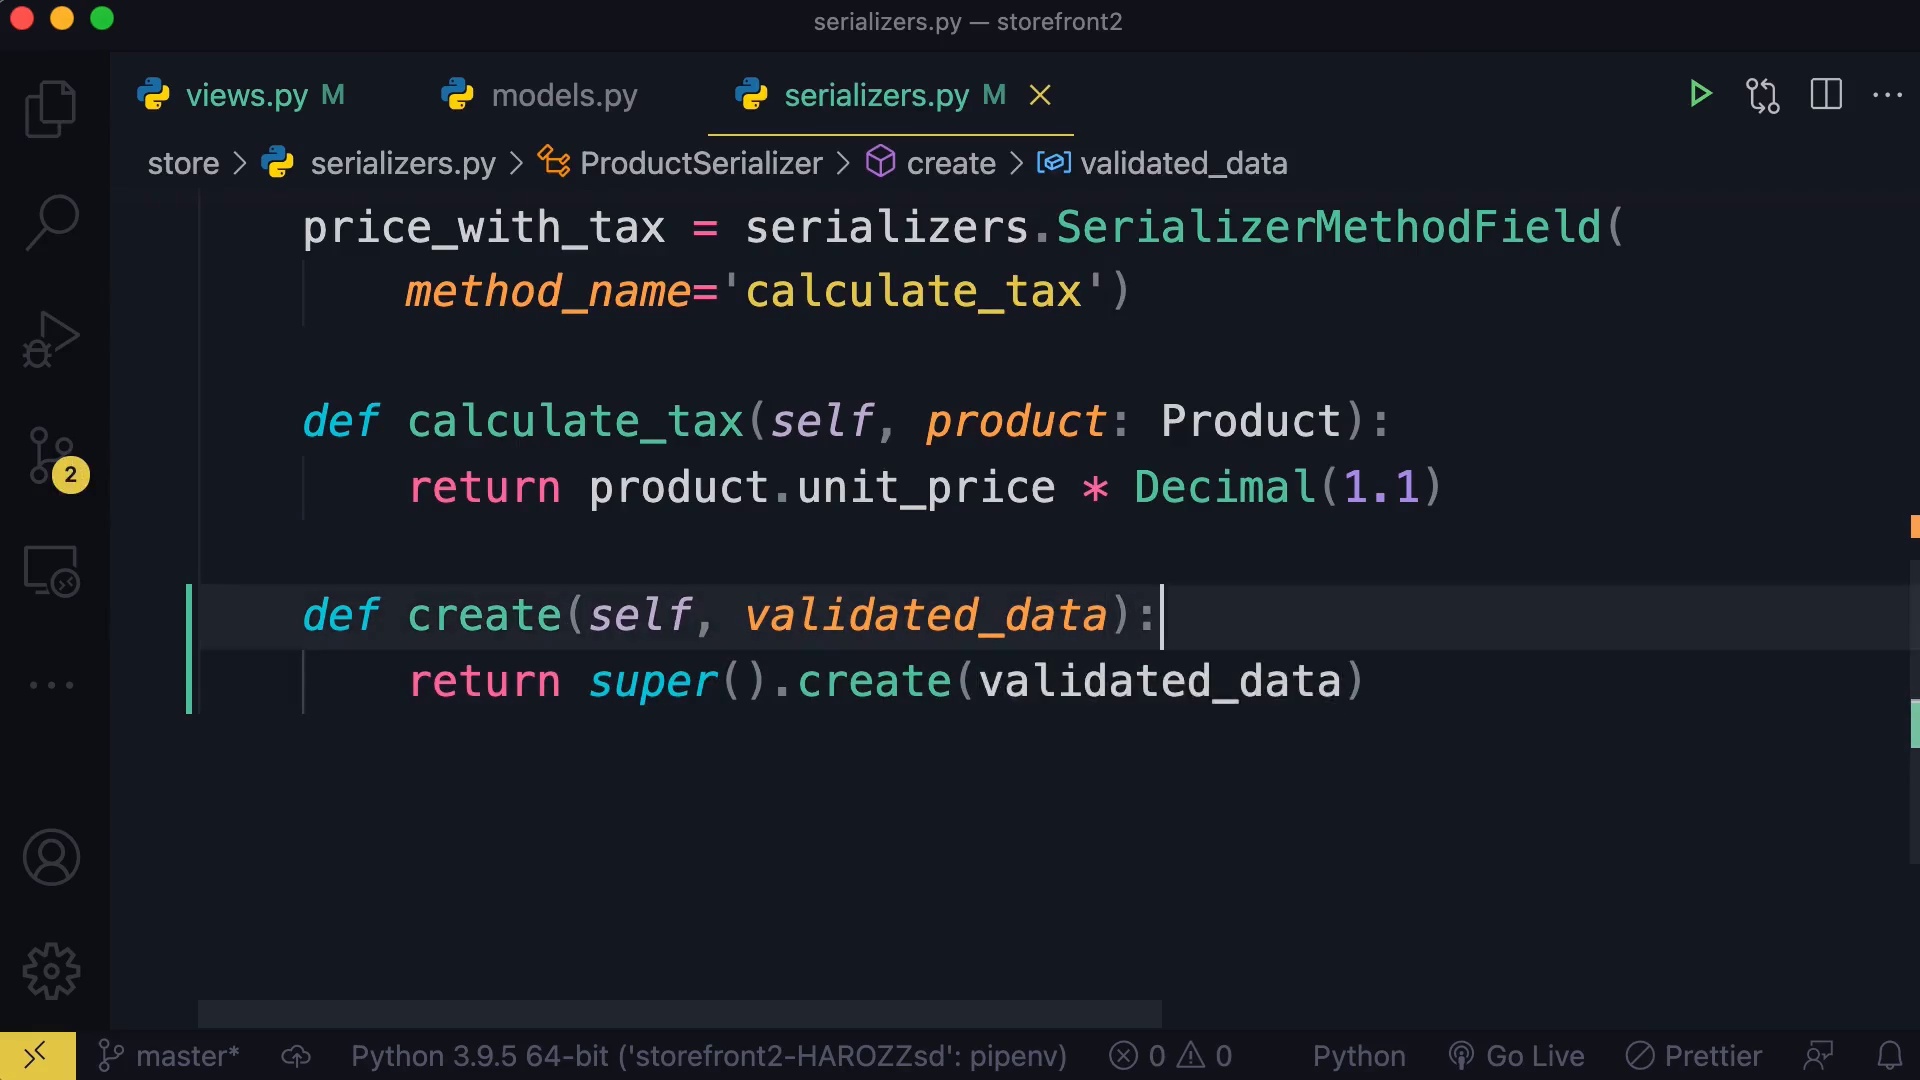 serializers.py — storefront2
views.py M models.py serializers.py M
store > serializers.py > ProductSerializer > create > validated_data
price_with_tax = serializers.SerializerMethodField(
method_name='calculate_tax')
def calculate_tax(self, product: Product):
return product.unit_price * Decimal(1.1)
def create(self, validated_data):
return super().create(validated_data)
2
master* Python 3.9.5 64-bit ('storefront2-HAROZZsd': pipenv) 0 0 Python Go Live Prettier